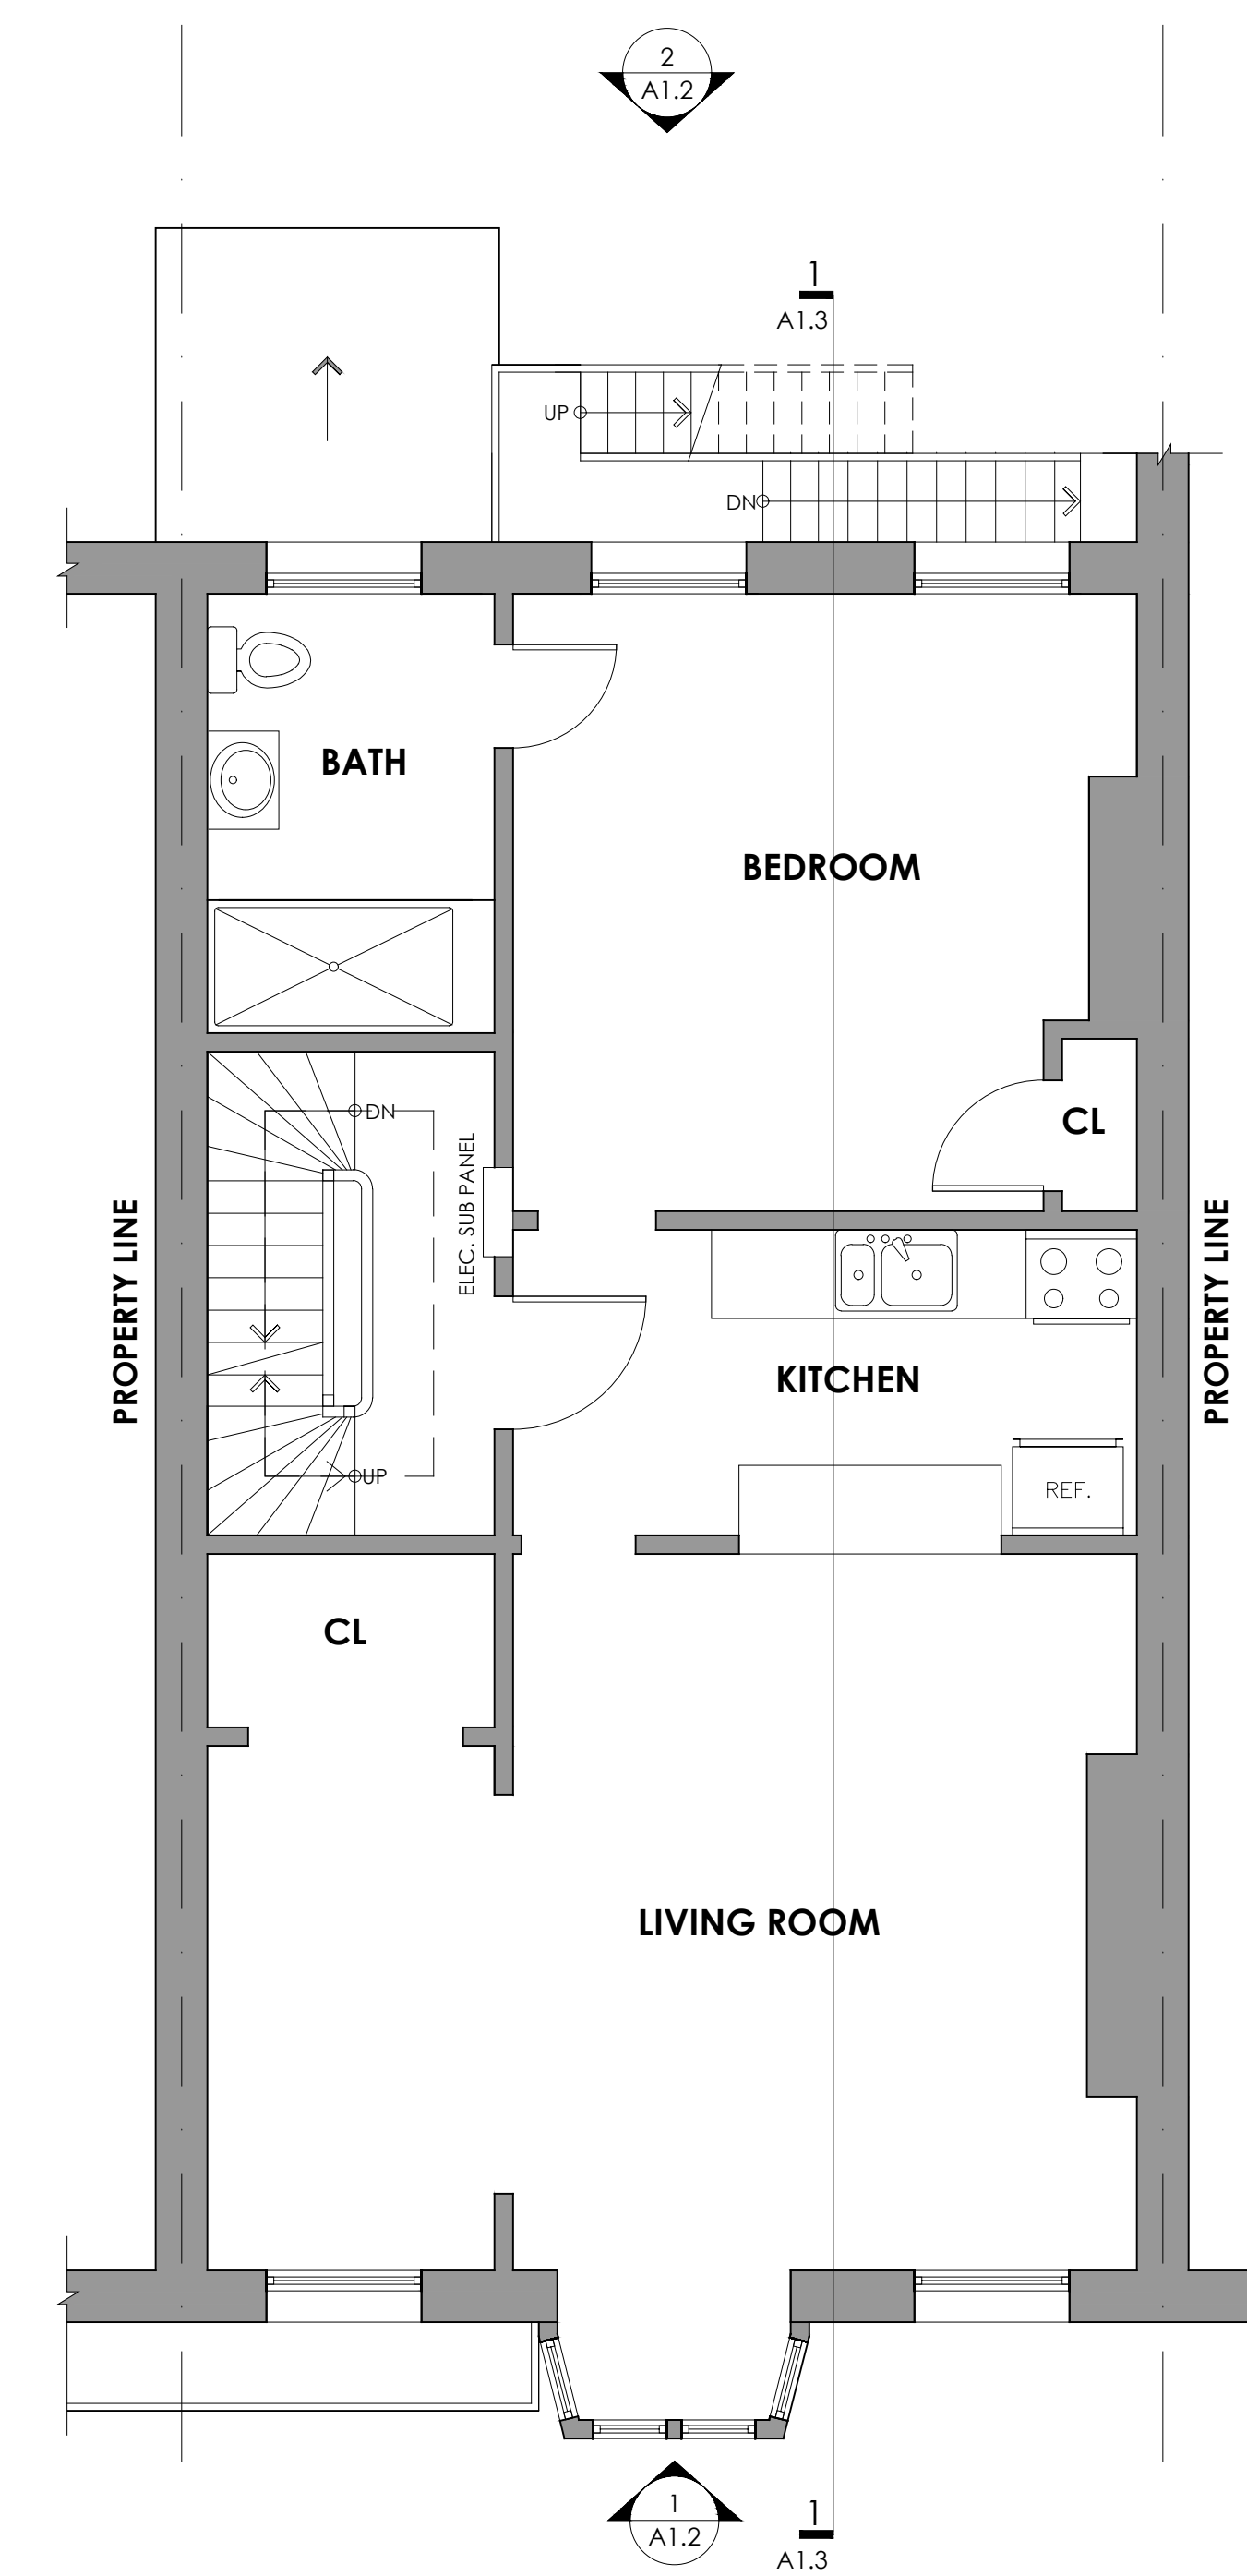 2
A1.2
1
A1.3
UP
DN
BATH
BEDROOM
DN
ELEC. SUB PANEL
CL
PROPERTY LINE
PROPERTY LINE
KITCHEN
REF.
UP
CL
LIVING ROOM
1
A1.2
1
A1.3